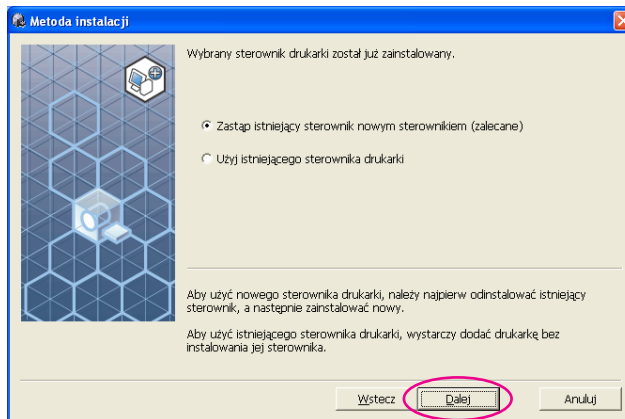 Metoda instalacji
Wybrany sterownik drukarki został już zainstalowany.
Zastąp istniejący sterownik nowym sterownikiem (zalecane)
Użyj istniejącego sterownika drukarki
Aby użyć nowego sterownika drukarki, należy najpierw odinstalować istniejący
sterownik, a następnie zainstalować nowy.
Aby użyć istniejącego sterownika drukarki, wystarczy dodać drukarkę bez
instalowania jej sterownika.
Wstecz Dalej Anuluj